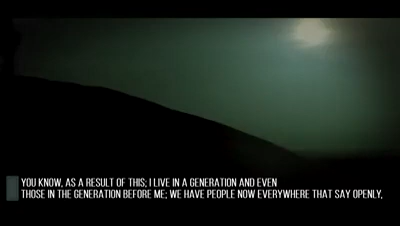 YOU KNOW, AS A RESULT OF THIS; I LIVE IN A GENERATION AND EVEN
THOSE IN THE GENERATION BEFORE ME; WE HAVE PEOPLE NOW EVERYWHERE THAT SAY OPENLY,